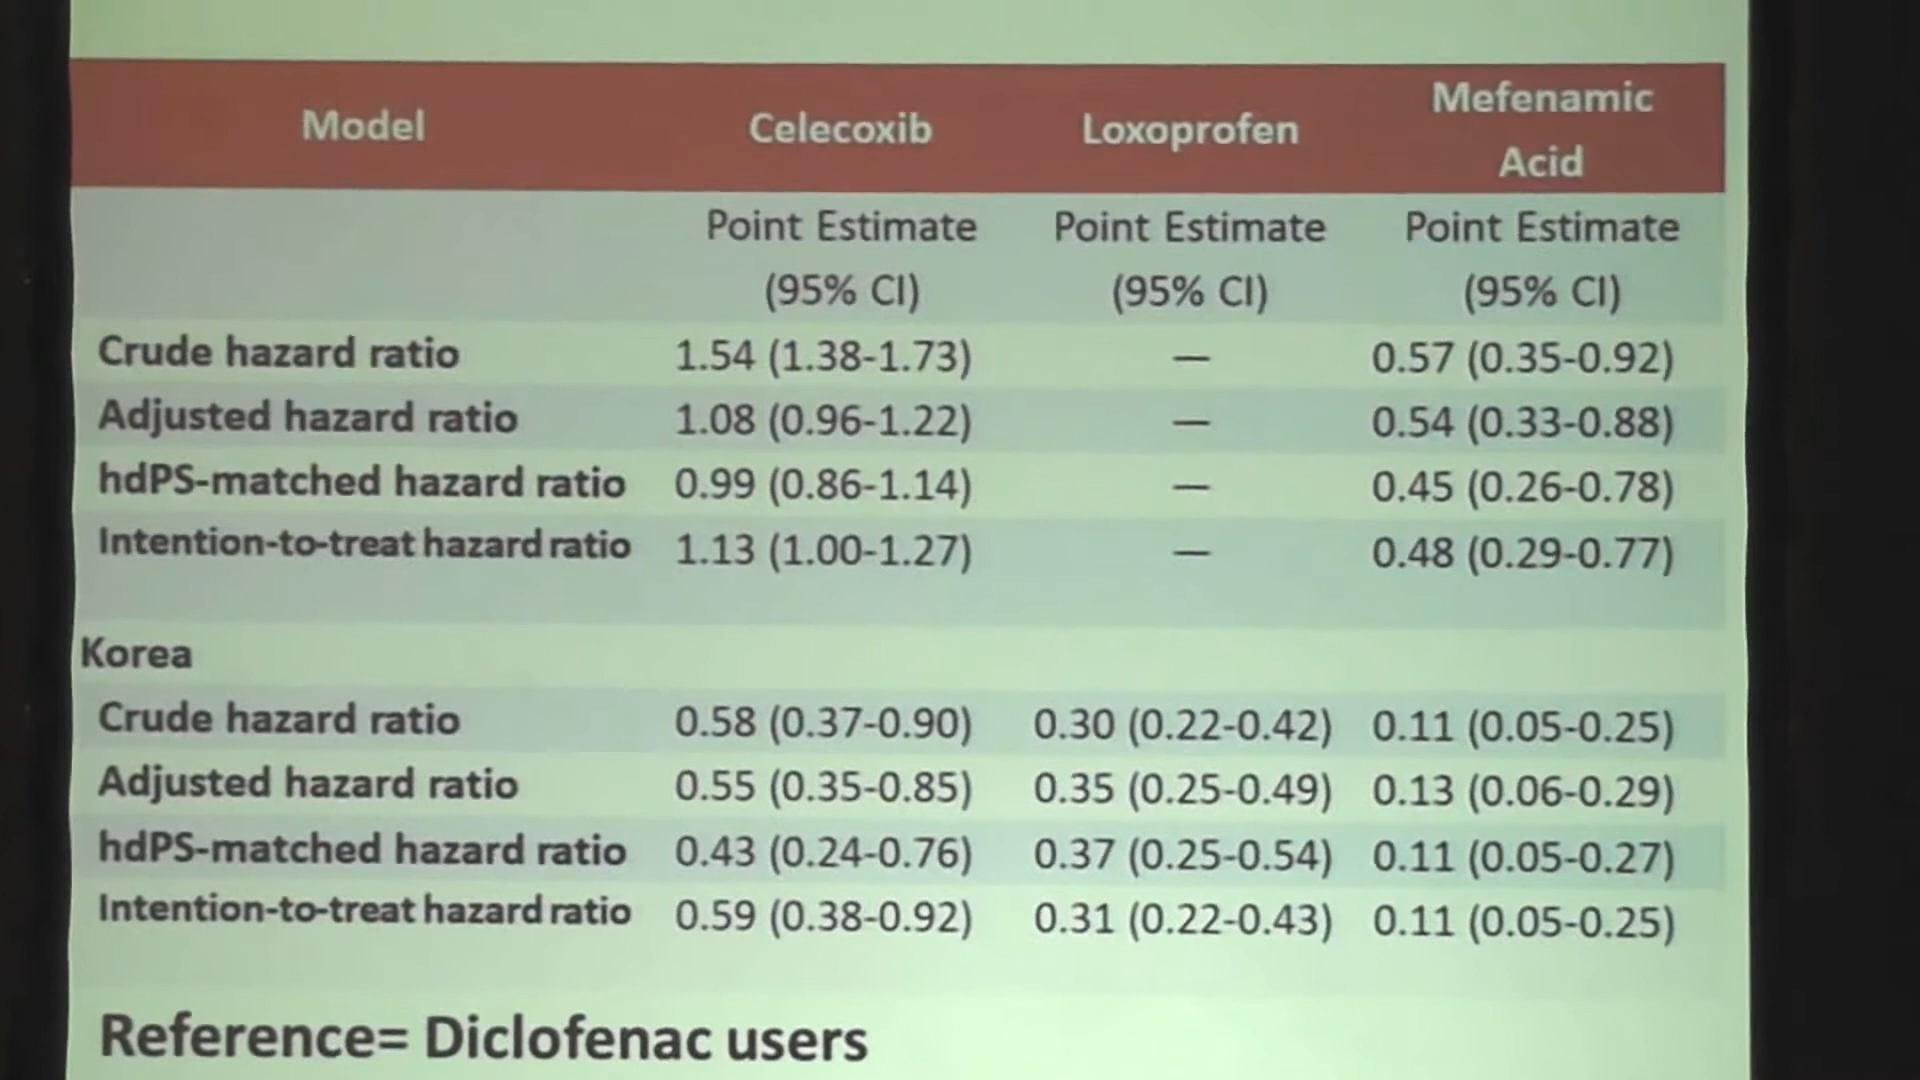 Model Celecoxib Loxoprofen Mefenamic Acid
Point Estimate Point Estimate Point Estimate
(95% CI) (95% CI) (95% CI)
Crude hazard ratio 1.54 (1.38-1.73) — 0.57 (0.35-0.92)
Adjusted hazard ratio 1.08 (0.96-1.22) — 0.54 (0.33-0.88)
hdPS-matched hazard ratio 0.99 (0.86-1.14) — 0.45 (0.26-0.78)
Intention-to-treat hazard ratio 1.13 (1.00-1.27) — 0.48 (0.29-0.77)
Korea
Crude hazard ratio 0.58 (0.37-0.90) 0.30 (0.22-0.42) 0.11 (0.05-0.25)
Adjusted hazard ratio 0.55 (0.35-0.85) 0.35 (0.25-0.49) 0.13 (0.06-0.29)
hdPS-matched hazard ratio 0.43 (0.24-0.76) 0.37 (0.25-0.54) 0.11 (0.05-0.27)
Intention-to-treat hazard ratio 0.59 (0.38-0.92) 0.31 (0.22-0.43) 0.11 (0.05-0.25)
Reference= Diclofenac users